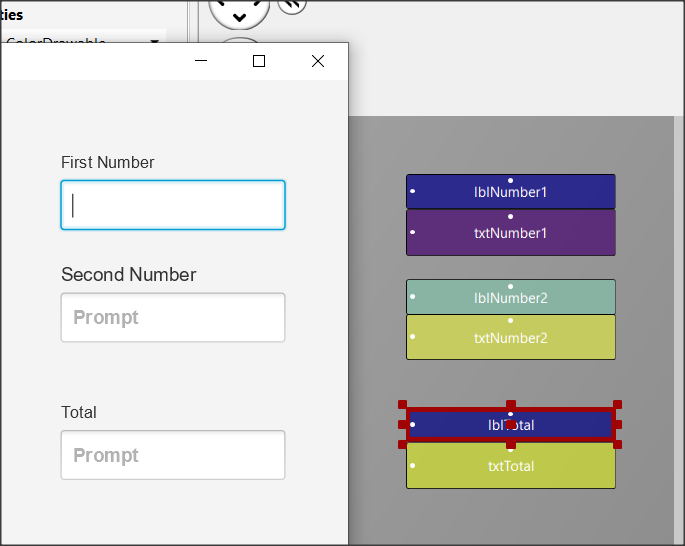 ties
ColorDrawable
First Number
Second Number
Prompt
Total
Prompt
lblNumber1
txtNumber1
lblNumber2
txtNumber2
lblTotal
txtTotal